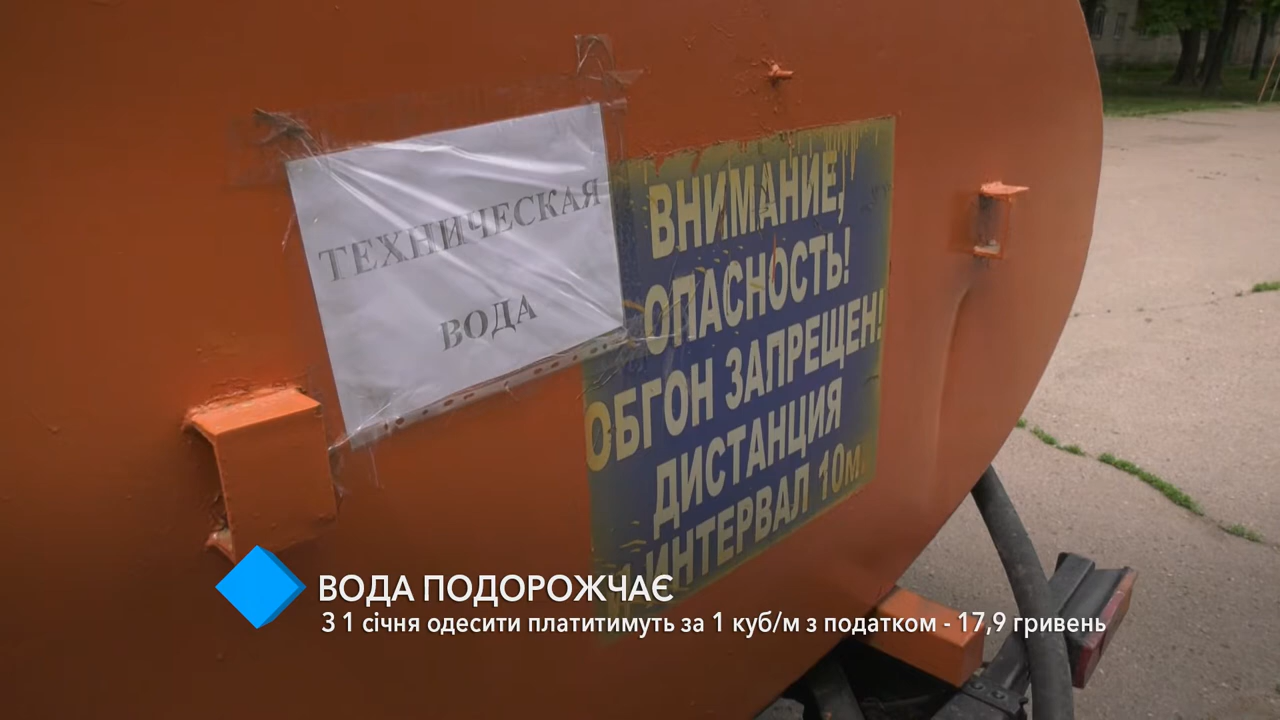 ТЕХНИЧЕСКАЯ
ВОДА
ВНИМАНИЕ,
ОПАСНОСТЬ!
ОБГОН ЗАПРЕЩЕН!
ДИСТАНЦИЯ
И ИНТЕРВАЛ 10м.
ВОДА ПОДОРОЖЧАЄ
З 1 січня одесити платитимуть за 1 куб/м з податком - 17,9 гривень